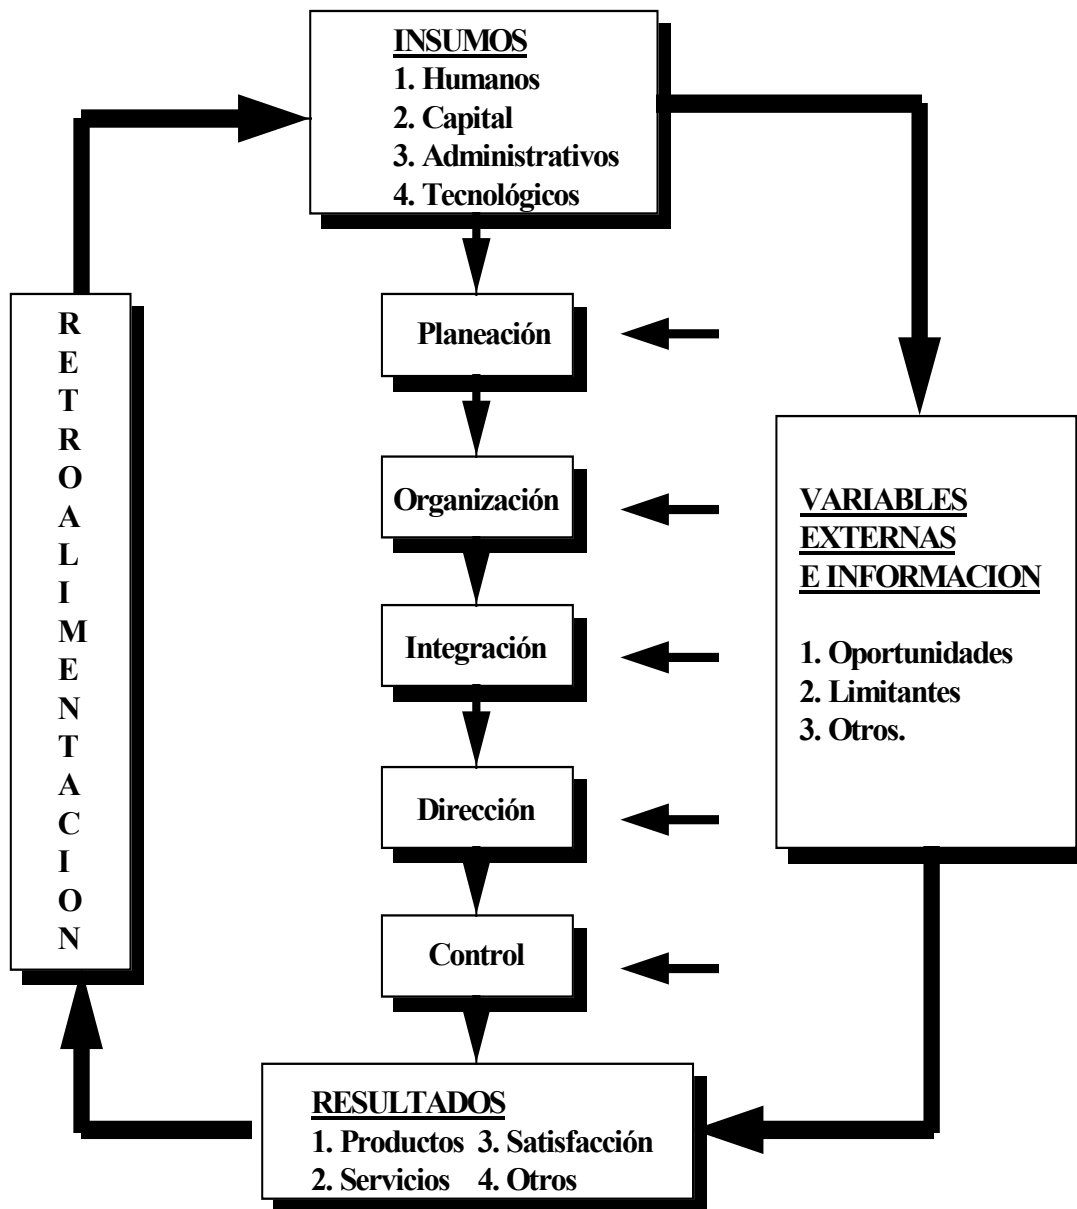 INSUMOS
1. Humanos
2. Capital
3. Administrativos
4. Tecnológicos
RETROALIMENTACION
Planeación
Organización
Integración
Dirección
Control
VARIABLES
EXTERNAS
E INFORMACION
1. Oportunidades
2. Limitantes
3. Otros.
RESULTADOS
1. Productos 3. Satisfacción
2. Servicios 4. Otros